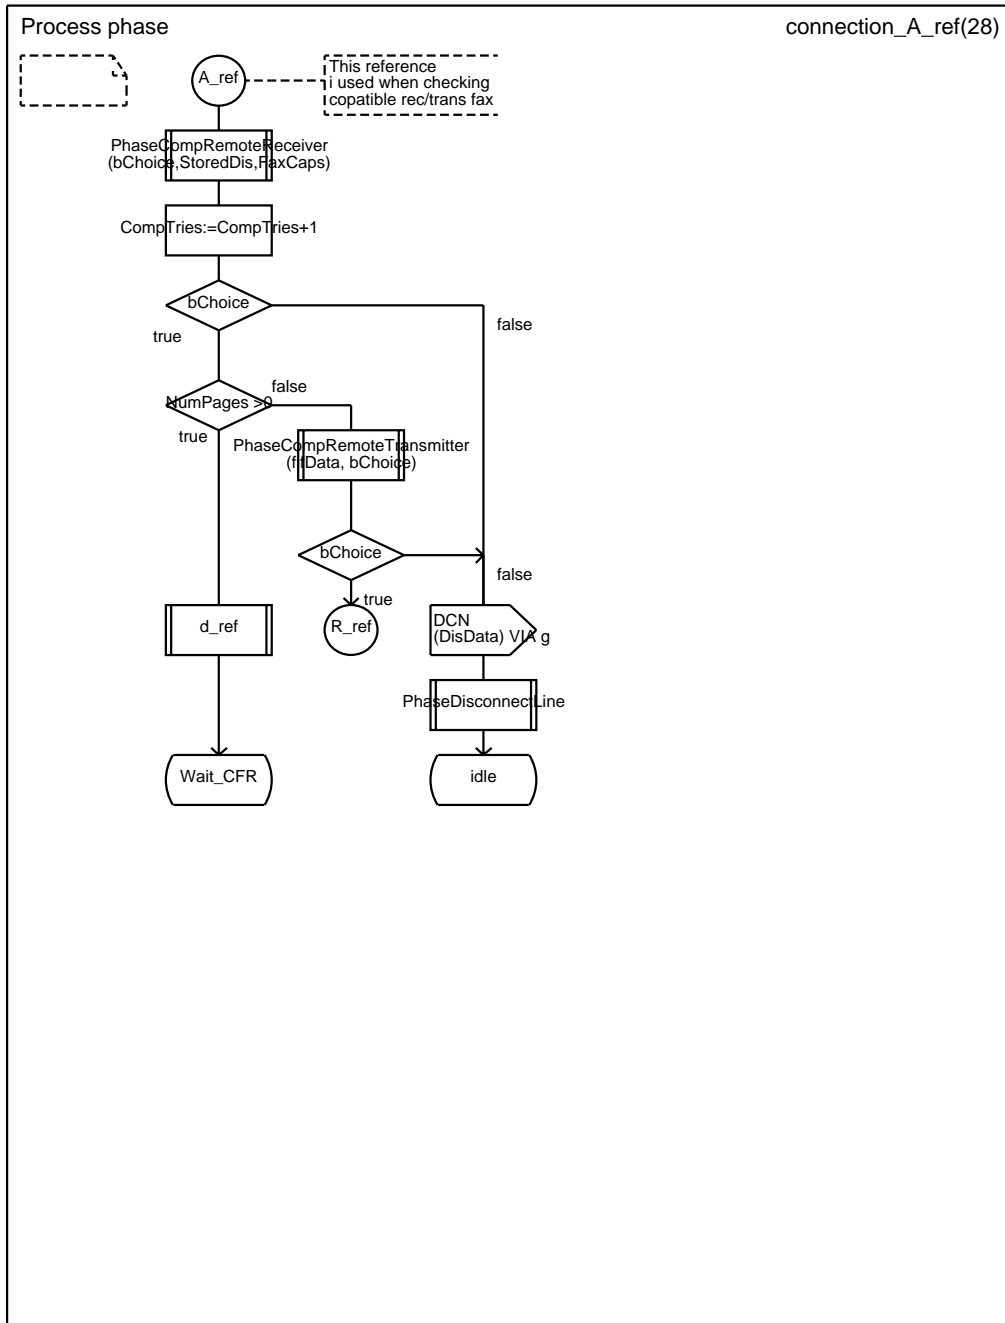 Process phase
connection_A_ref(28)
A_ref
This reference
i used when checking
copatible rec/trans fax
PhaseCompRemoteReceiver
(bChoice,StoredDis,FaxCaps)
CompTries:=CompTries+1
bChoice
false
true
false
NumPages >0
true
PhaseCompRemoteTransmitter
(fifData, bChoice)
bChoice
false
true
d_ref
R_ref
DCN
(DisData) VIA g
PhaseDisconnectLine
Wait_CFR
idle